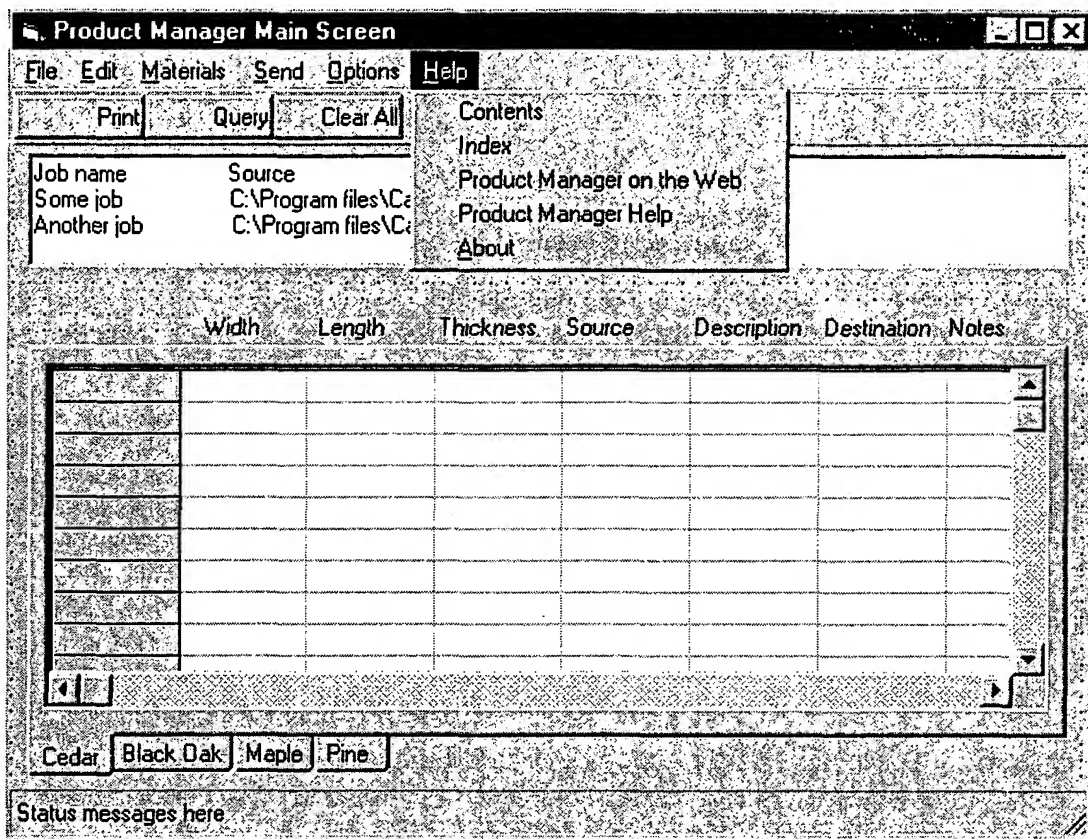 Product Manager Main Screen
File Edit Materials Send Options Help
Print Query Clear All
Contents
Index
Product Manager on the Web
Product Manager Help
About
Job name Source
Some job C:\Program files\Ca
Another job C:\Program files\Ca
Width Length Thickness Source Description Destination Notes
Cedar Black Oak Maple Pine
Status messages here